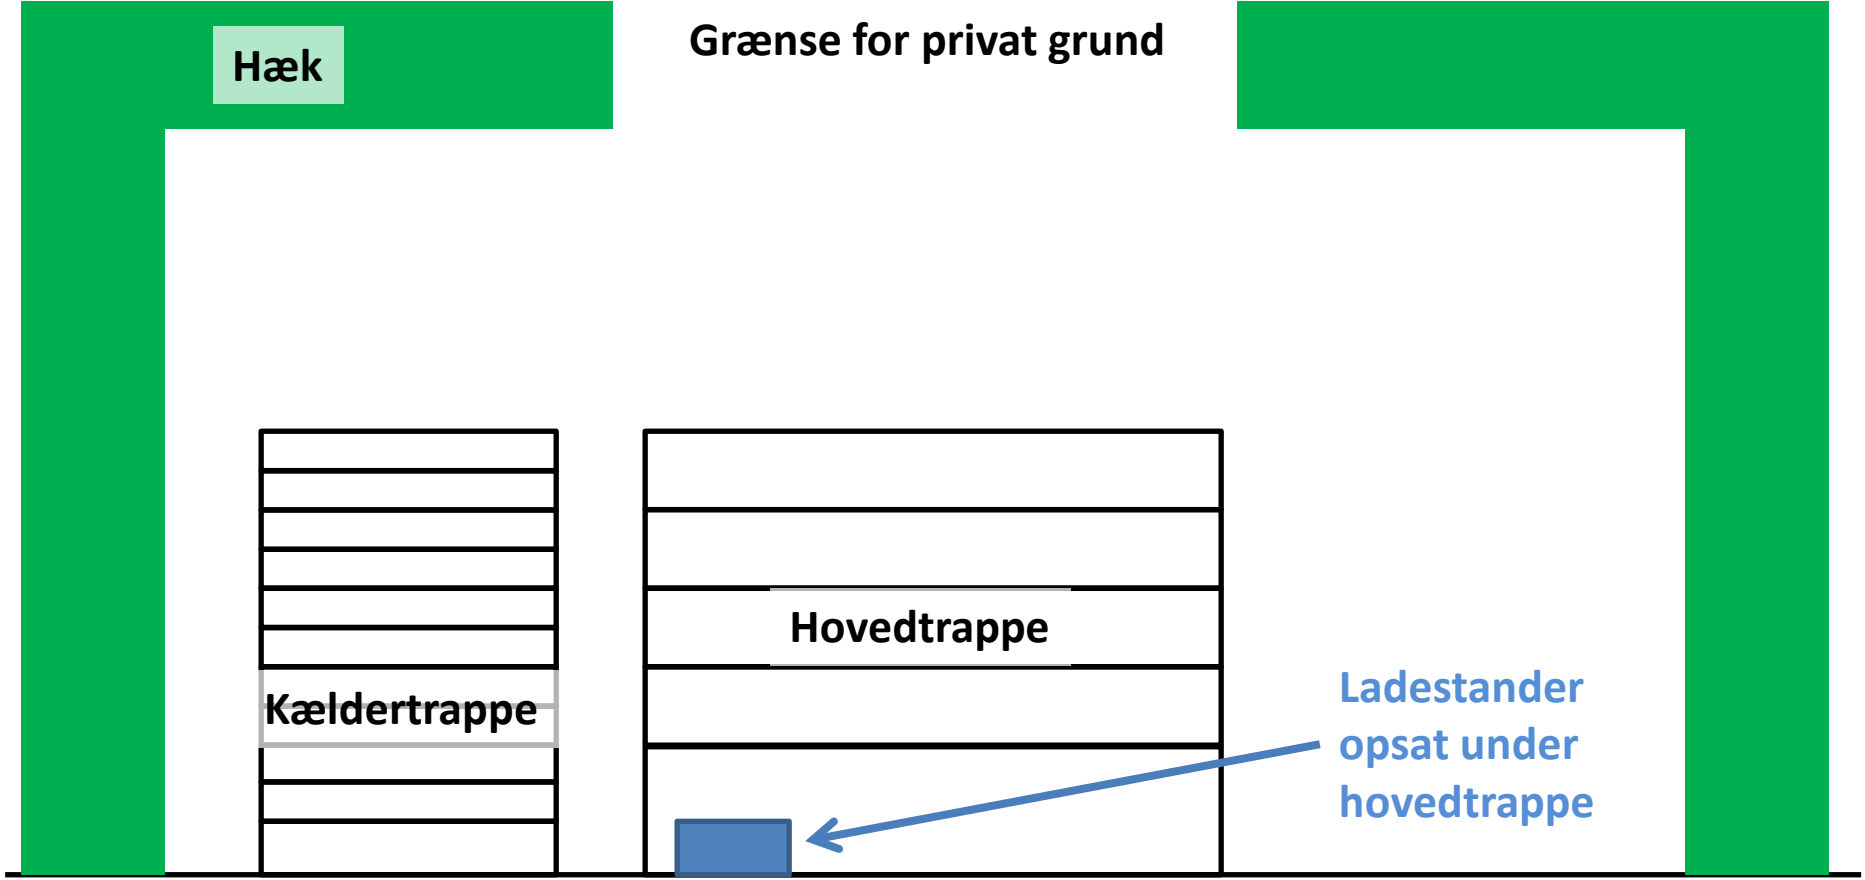 Grænse for privat grund
Hæk
Hovedtrappe
Kældertrappe
Ladestander
opsat under
hovedtrappe